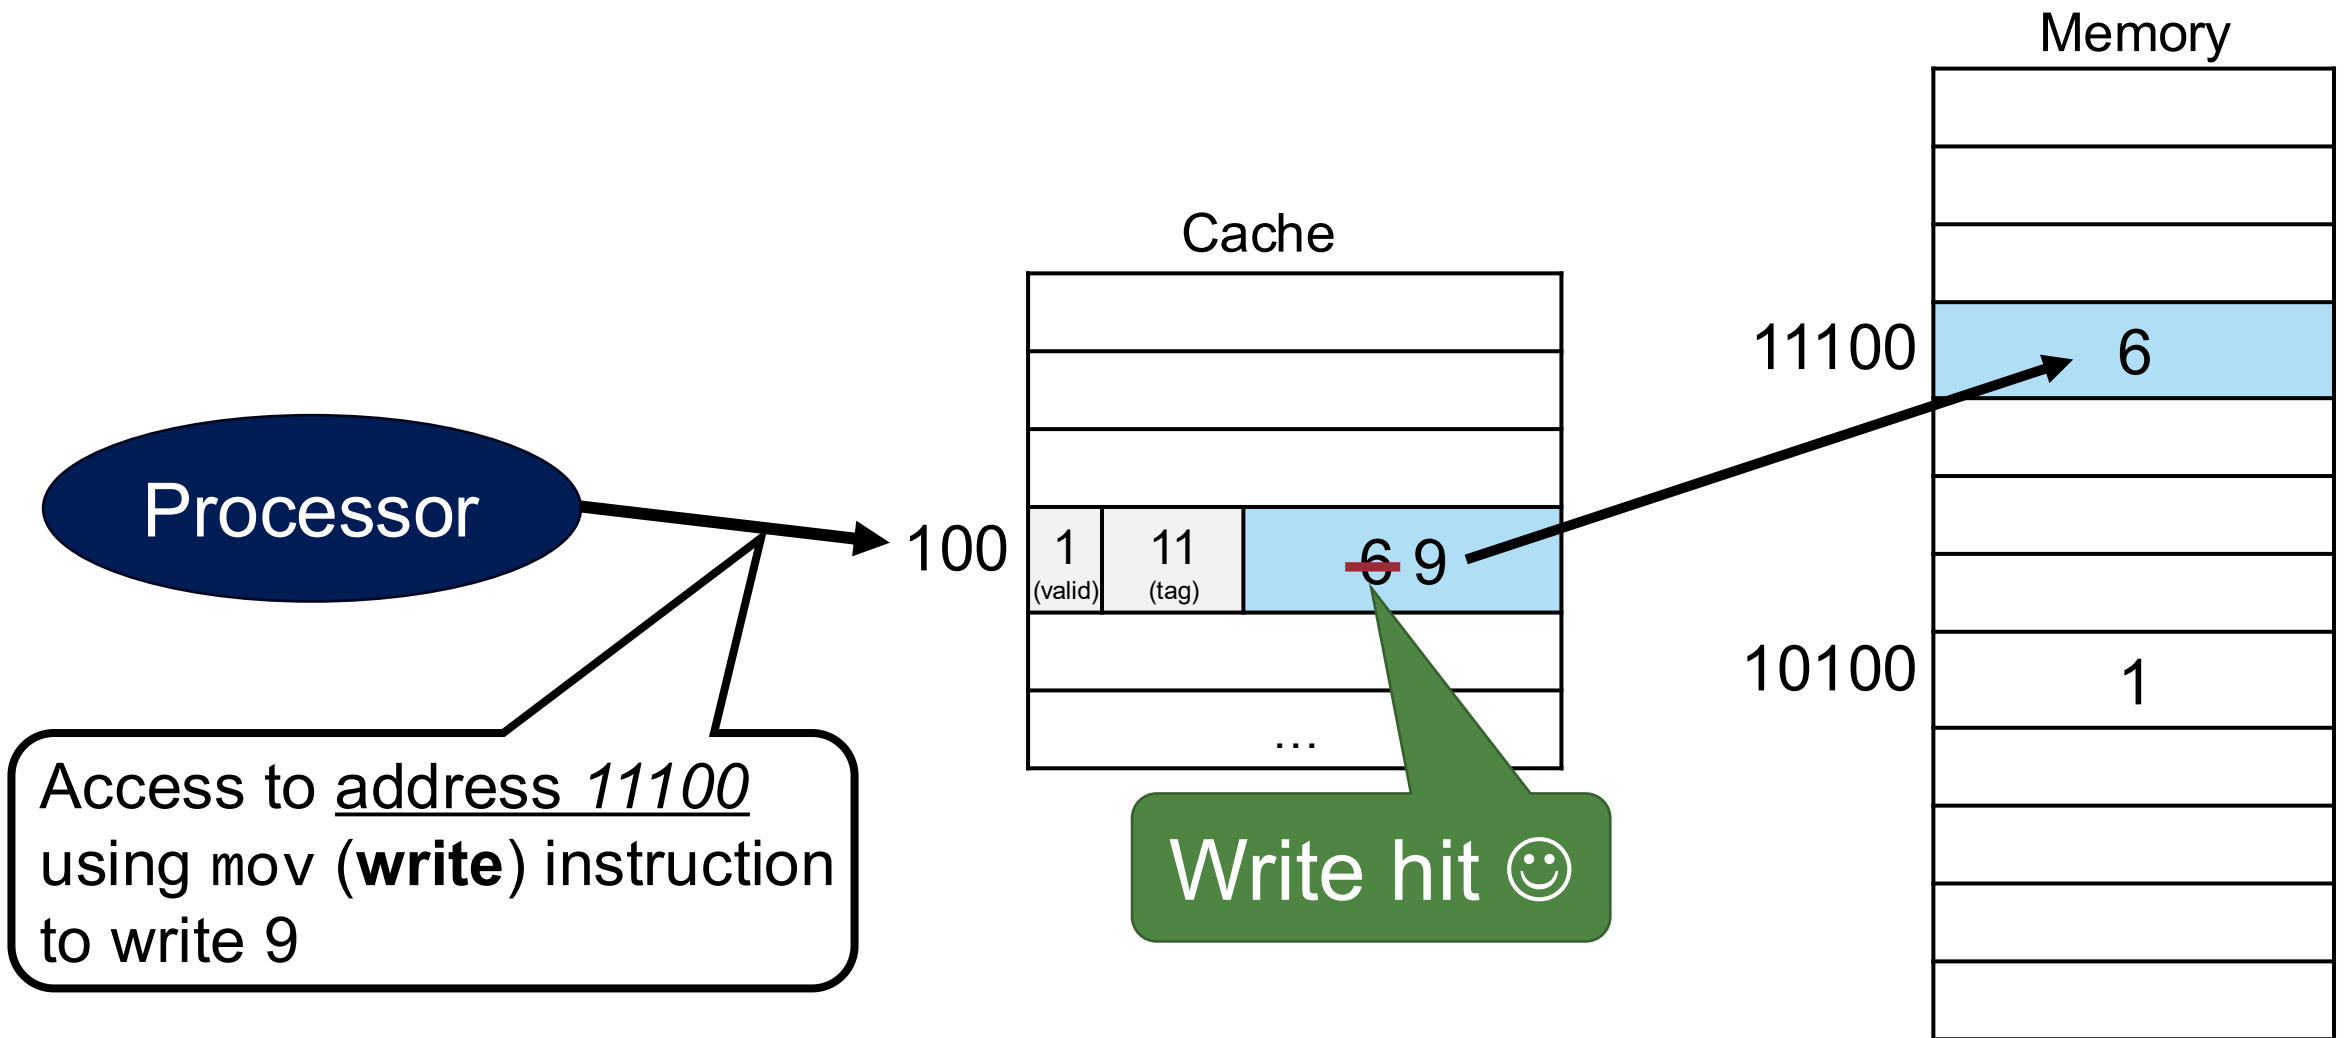 Memory
Cache
11100
6
Processor
100
1
(valid)
11
(tag)
6 9
10100
1
...
Access to address 11100
using mov (write) instruction
to write 9
Write hit ☺